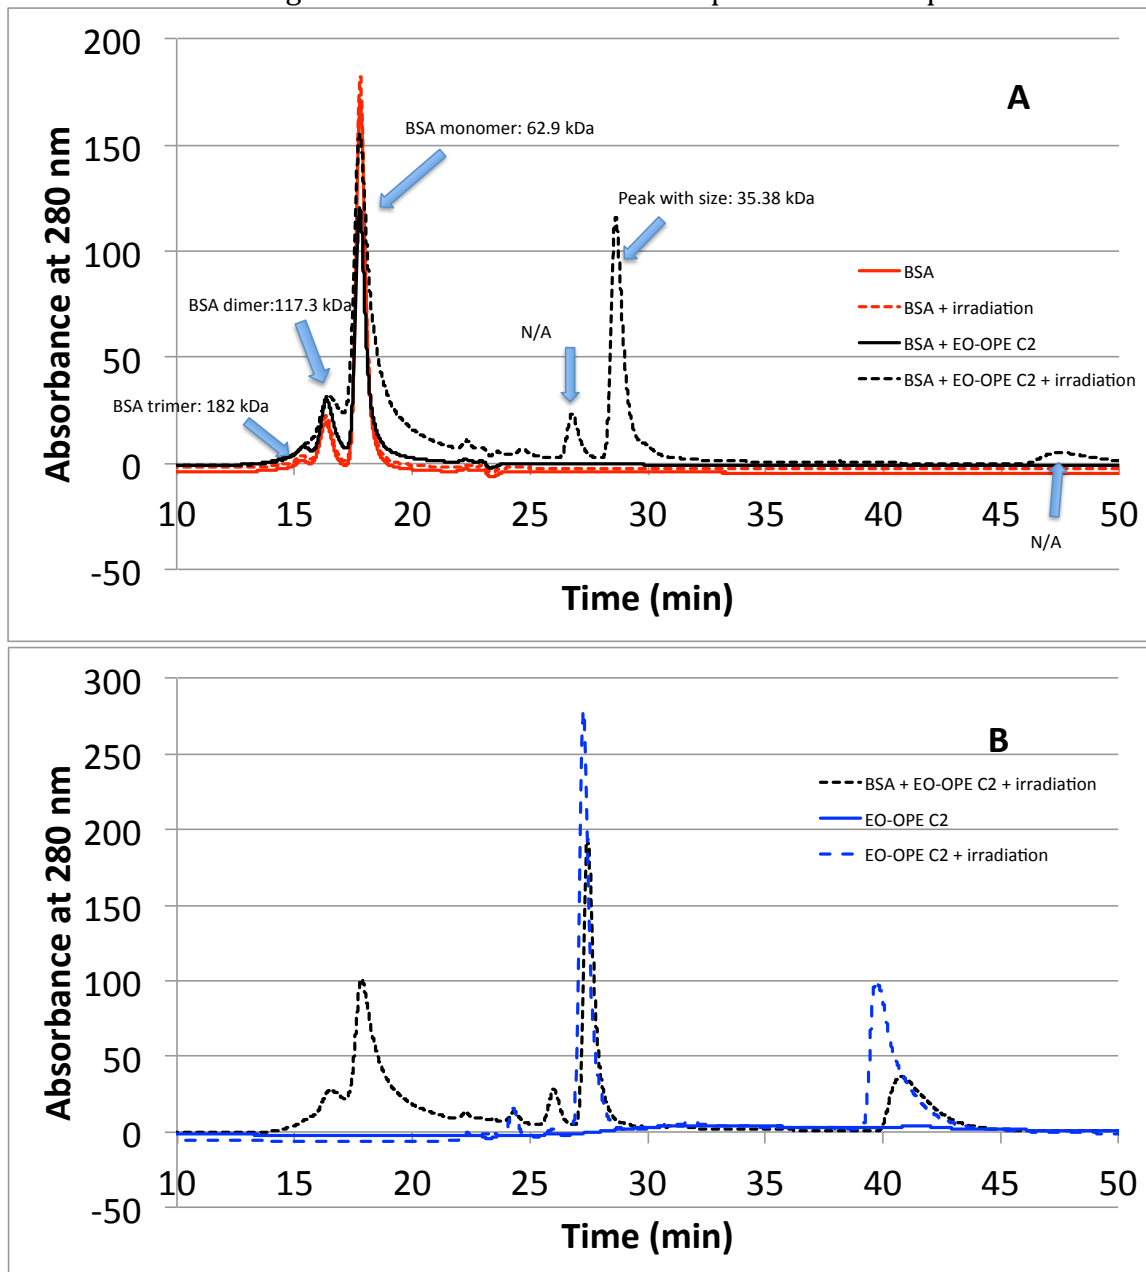 200
A
BSA monomer: 62.9 kDa
150
Peak with size: 35.38 kDa
100
BSA
BSA dimer:117.3 kDa
BSA + irradiation
N/A
BSA + EO-OPE C2
50
BSA + EO-OPE C2 + irradiation
BSA trimer: 182 kDa
0
10 15 20 25 30 35 40 45 50
N/A
-50
Absorbance at 280 nm
Time (min)
300
B
250
BSA + EO-OPE C2 + irradiation
EO-OPE C2
200
EO-OPE C2 + irradiation
150
100
50
0
10 15 20 25 30 35 40 45 50
-50
Absorbance at 280 nm
Time (min)